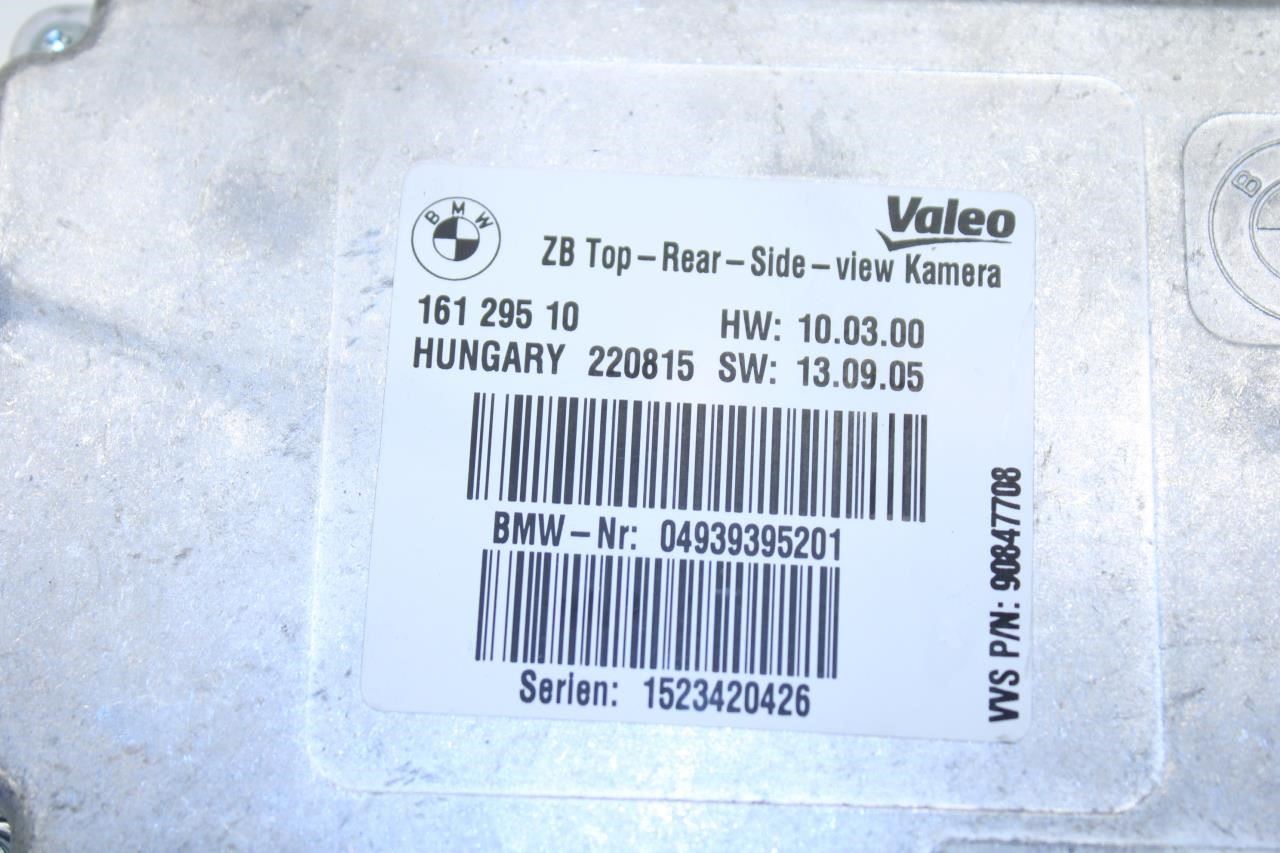 BMW
Valeo
ZB Top-Rear-Side-view Kamera
161 295 10 HW: 10.03.00
HUNGARY 220815 SW: 13.09.05
BMW-Nr: 04939395201
Serien: 1523420426
VVS P/N: 90847708
B